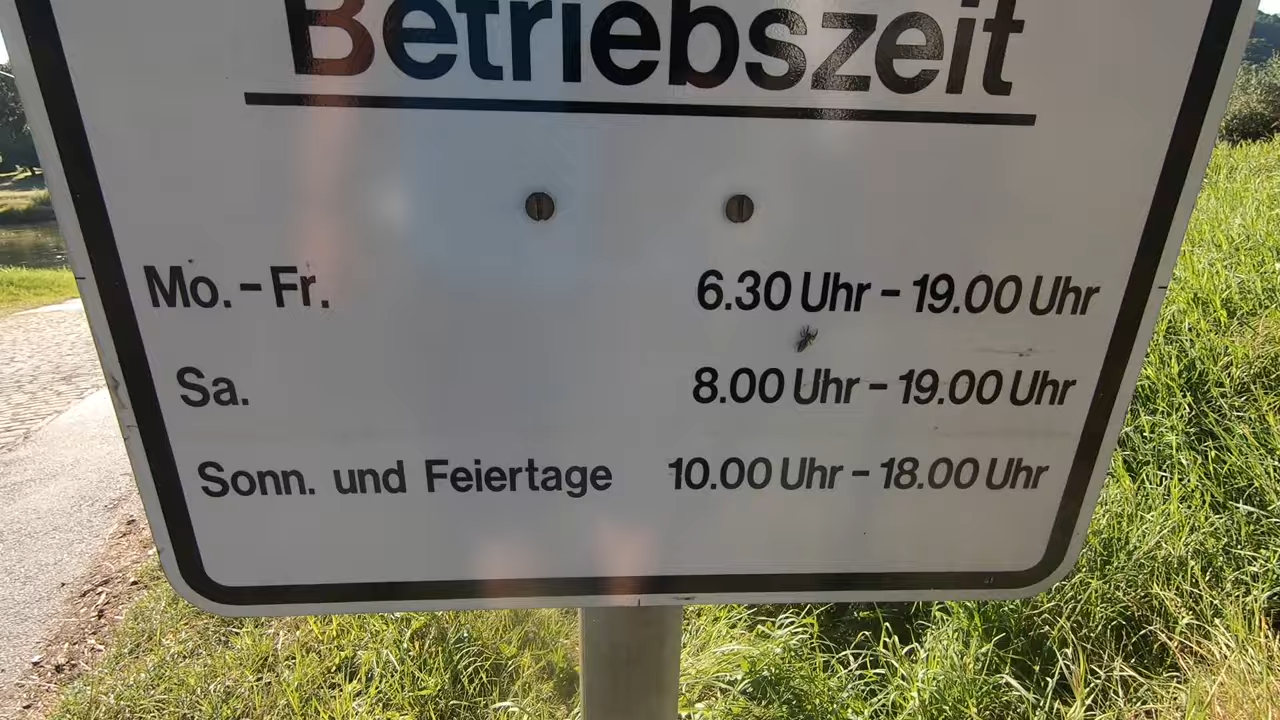 Betriebszeit
Mo.-Fr. 6.30 Uhr - 19.00 Uhr
Sa. 8.00 Uhr - 19.00 Uhr
Sonn. und Feiertage 10.00 Uhr - 18.00 Uhr